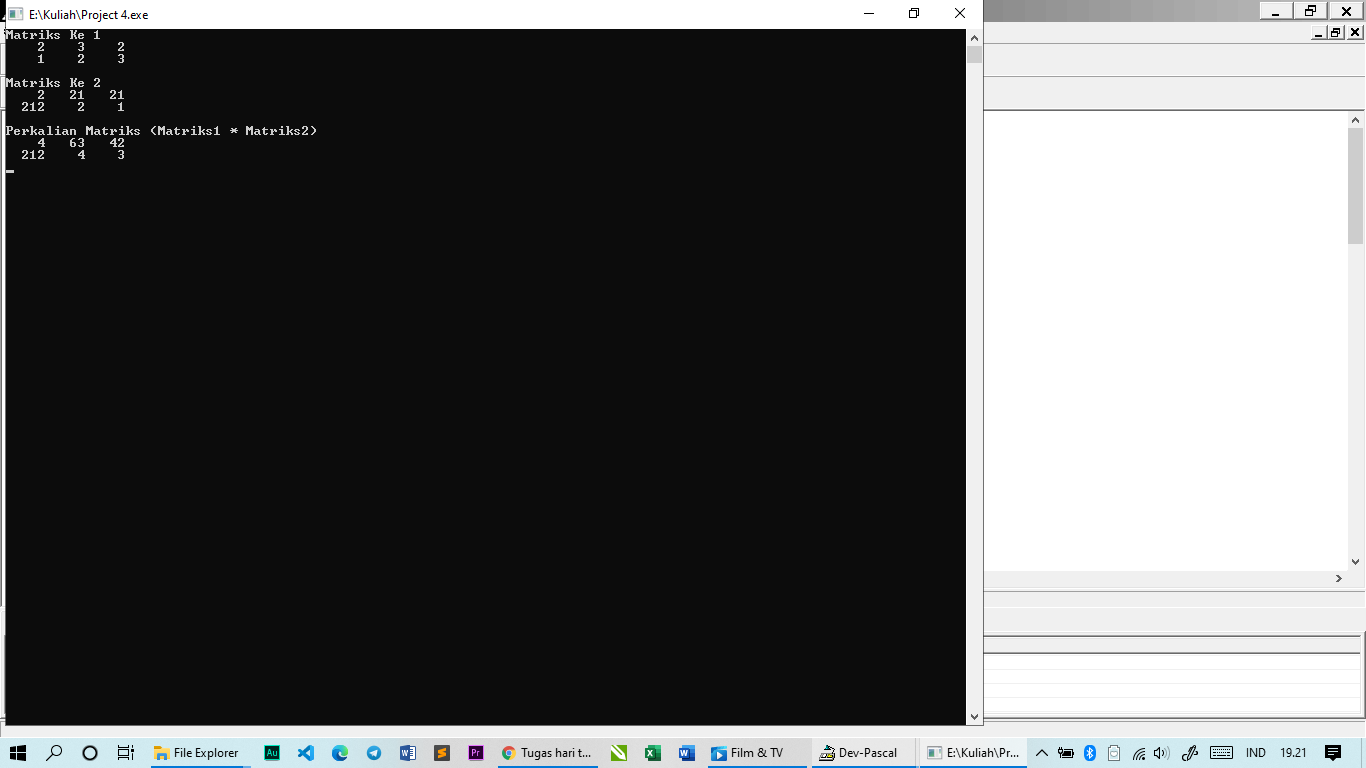 E:\Kuliah\Project 4.exe
Matriks Ke 1
2 3 2
1 2 3
Matriks Ke 2
2 21 21
212 2 1
Perkalian Matriks (Matriks1 * Matriks2)
4 63 42
212 4 3
File Explorer
Au
Pr
Tugas hari t...
Film & TV
Dev-Pascal
E:\Kuliah\Pr...
IND
19.21